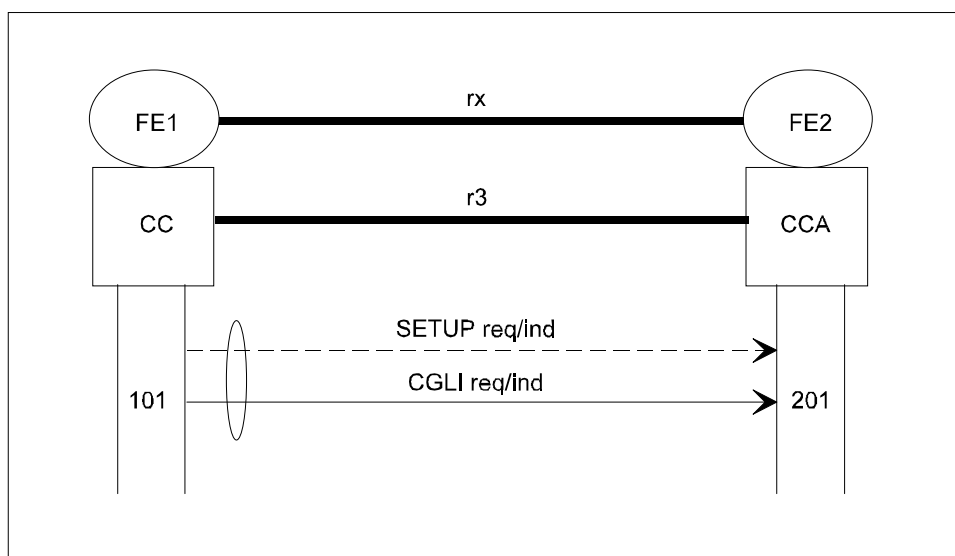 rx
FE1
FE2
r3
CC
CCA
SETUP req/ind
CGLI req/ind
101
201